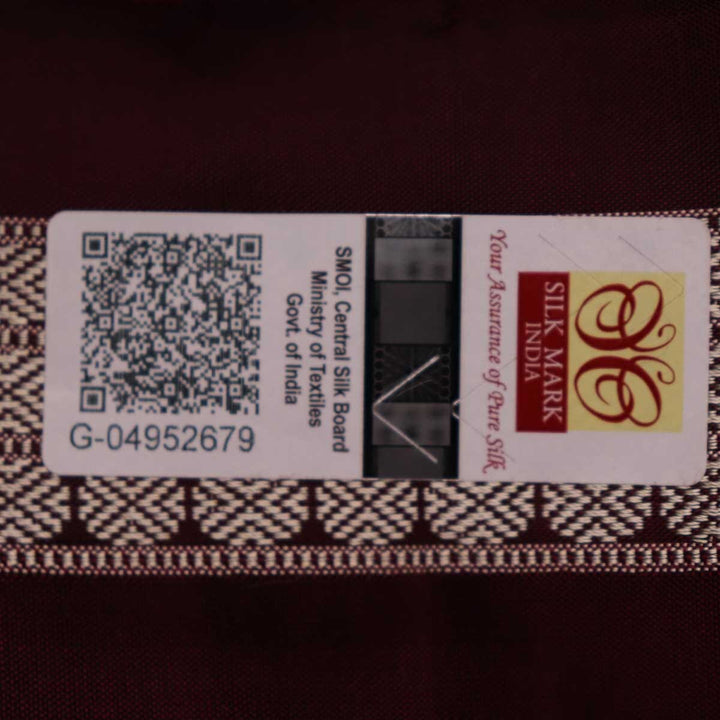 G-04952679
SMOI, Central Silk Board
Ministry of Textiles
Govt. of India
Your Assurance of Pure Silk
SILK MARK
INDIA